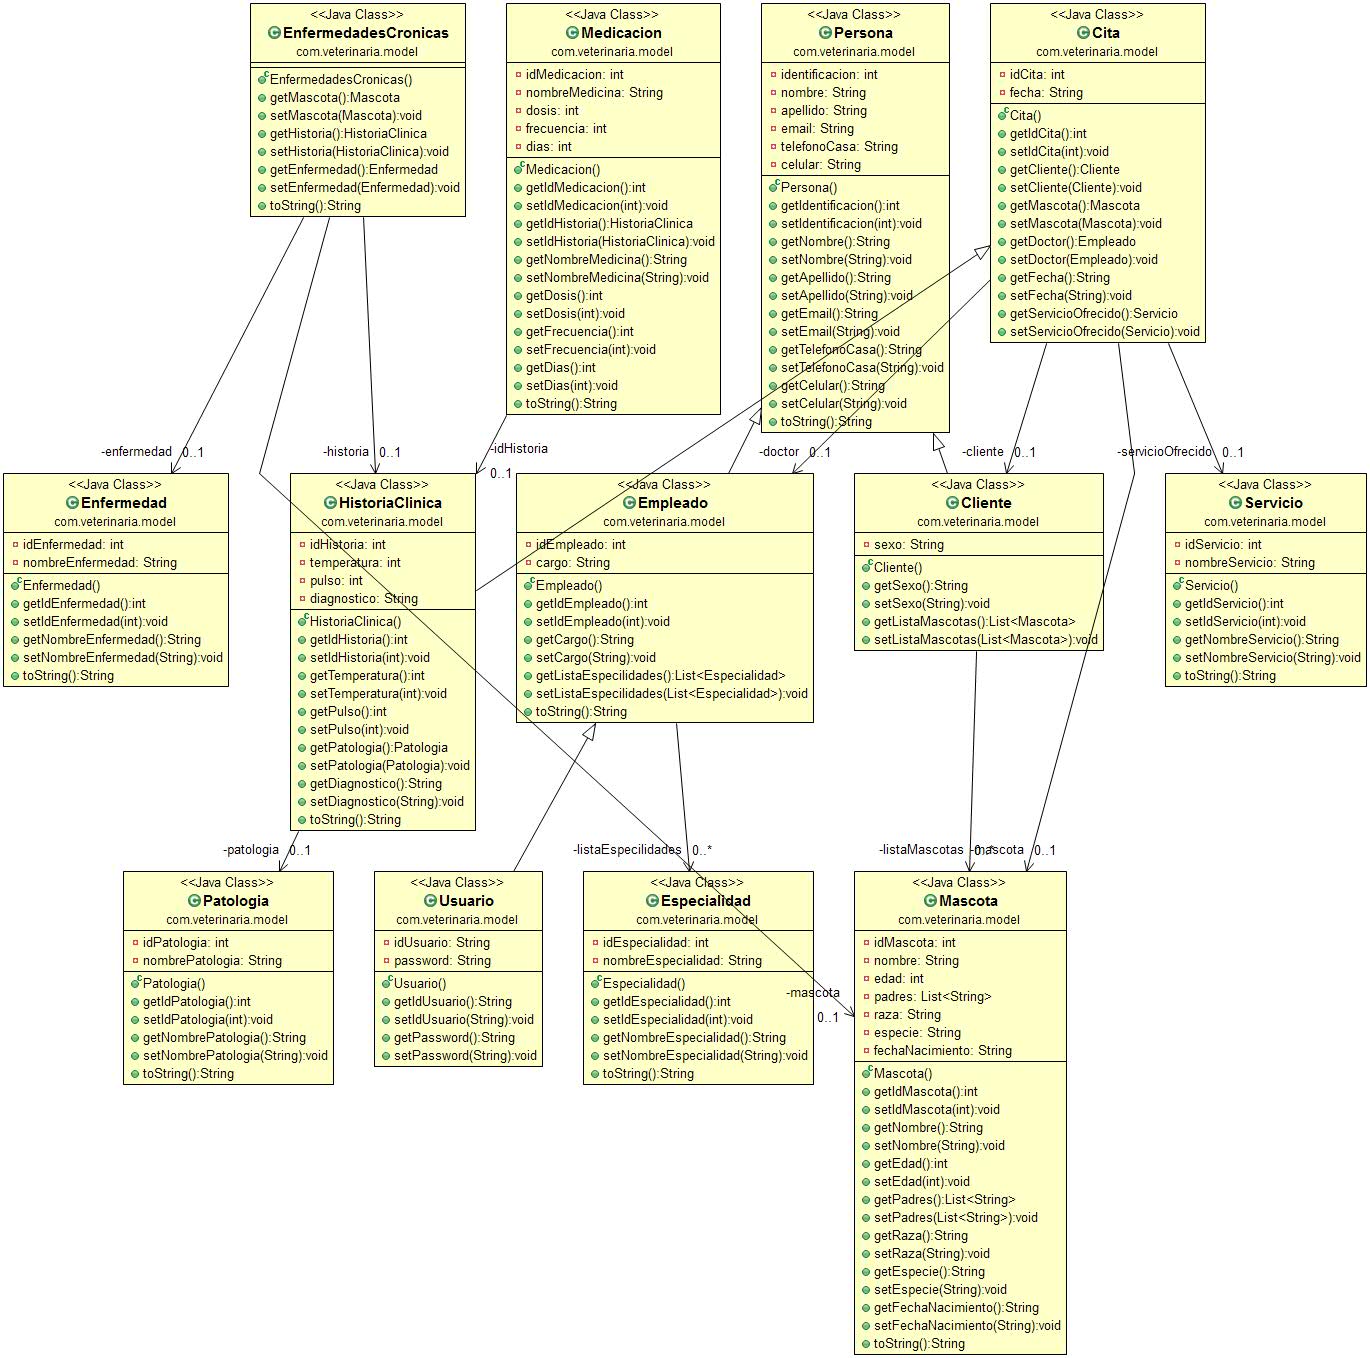 <<Java Class>>
EnfermedadesCronicas
com.veterinaria.model
EnfermedadesCronicas()
getMascota():Mascota
setMascota(Mascota):void
getHistoria():HistoriaClinica
setHistoria(HistoriaClinica):void
getEnfermedad():Enfermedad
setEnfermedad(Enfermedad):void
toString():String
<<Java Class>>
Medicacion
com.veterinaria.model
idMedicacion: int
nombreMedicina: String
dosis: int
frecuencia: int
dias: int
Medicacion()
getIdMedicacion():int
setIdMedicacion(int):void
getIdHistoria():HistoriaClinica
setIdHistoria(HistoriaClinica):void
getNombreMedicina():String
setNombreMedicina(String):void
getDosis():int
setDosis(int):void
getFrecuencia():int
setFrecuencia(int):void
getDias():int
setDias(int):void
toString():String
<<Java Class>>
Persona
com.veterinaria.model
identificacion: int
nombre: String
apellido: String
email: String
telefonoCasa: String
celular: String
Persona()
getIdentificacion():int
setIdentificacion(int):void
getNombre():String
setNombre(String):void
getApellido():String
setApellido(String):void
getEmail():String
setEmail(String):void
getTelefonoCasa():String
setTelefonoCasa(String):void
getCelular():String
setCelular(String):void
toString():String
<<Java Class>>
Cita
com.veterinaria.model
idCita: int
fecha: String
Cita()
getIdCita():int
setIdCita(int):void
getCliente():Cliente
setCliente(Cliente):void
getMascota():Mascota
setMascota(Mascota):void
getDoctor():Empleado
setDoctor(Empleado):void
getFecha():String
setFecha(String):void
getServicioOfrecido():Servicio
setServicioOfrecido(Servicio):void
-enfermedad 0..1
-historia 0..1
-idHistoria
0..1
-doctor 0..1
-cliente 0..1
-servicioOfrecido 0..1
<<Java Class>>
Enfermedad
com.veterinaria.model
idEnfermedad: int
nombreEnfermedad: String
Enfermedad()
getIdEnfermedad():int
setIdEnfermedad(int):void
getNombreEnfermedad():String
setNombreEnfermedad(String):void
toString():String
<<Java Class>>
HistoriaClinica
com.veterinaria.model
idHistoria: int
temperatura: int
pulso: int
diagnostico: String
HistoriaClinica()
getIdHistoria():int
setIdHistoria(int):void
getTemperatura():int
setTemperatura(int):void
getPulso():int
setPulso(int):void
getPatologia():Patologia
setPatologia(Patologia):void
getDiagnostico():String
setDiagnostico(String):void
toString():String
<<Java Class>>
Empleado
com.veterinaria.model
idEmpleado: int
cargo: String
Empleado()
getIdEmpleado():int
setIdEmpleado(int):void
getCargo():String
setCargo(String):void
getListaEspecilidades():List<Especialidad>
setListaEspecilidades(List<Especialidad>):void
toString():String
<<Java Class>>
Cliente
com.veterinaria.model
sexo: String
Cliente()
getSexo():String
setSexo(String):void
getListaMascotas():List<Mascota>
setListaMascotas(List<Mascota>):void
<<Java Class>>
Servicio
com.veterinaria.model
idServicio: int
nombreServicio: String
Servicio()
getIdServicio():int
setIdServicio(int):void
getNombreServicio():String
setNombreServicio(String):void
toString():String
-patologia 0..1
-listaEspecilidades 0..*
-listaMascotas
-mascota 0..1
<<Java Class>>
Patologia
com.veterinaria.model
idPatologia: int
nombrePatologia: String
Patologia()
getIdPatologia():int
setIdPatologia(int):void
getNombrePatologia():String
setNombrePatologia(String):void
toString():String
<<Java Class>>
Usuario
com.veterinaria.model
idUsuario: String
password: String
Usuario()
getIdUsuario():String
setIdUsuario(String):void
getPassword():String
setPassword(String):void
<<Java Class>>
Especialidad
com.veterinaria.model
idEspecialidad: int
nombreEspecialidad: String
Especialidad()
getIdEspecialidad():int
setIdEspecialidad(int):void
getNombreEspecialidad():String
setNombreEspecialidad(String):void
toString():String
-mascota
0..1
<<Java Class>>
Mascota
com.veterinaria.model
idMascota: int
nombre: String
edad: int
padres: List<String>
raza: String
especie: String
fechaNacimiento: String
Mascota()
getIdMascota():int
setIdMascota(int):void
getNombre():String
setNombre(String):void
getEdad():int
setEdad(int):void
getPadres():List<String>
setPadres(List<String>):void
getRaza():String
setRaza(String):void
getEspecie():String
setEspecie(String):void
getFechaNacimiento():String
setFechaNacimiento(String):void
toString():String